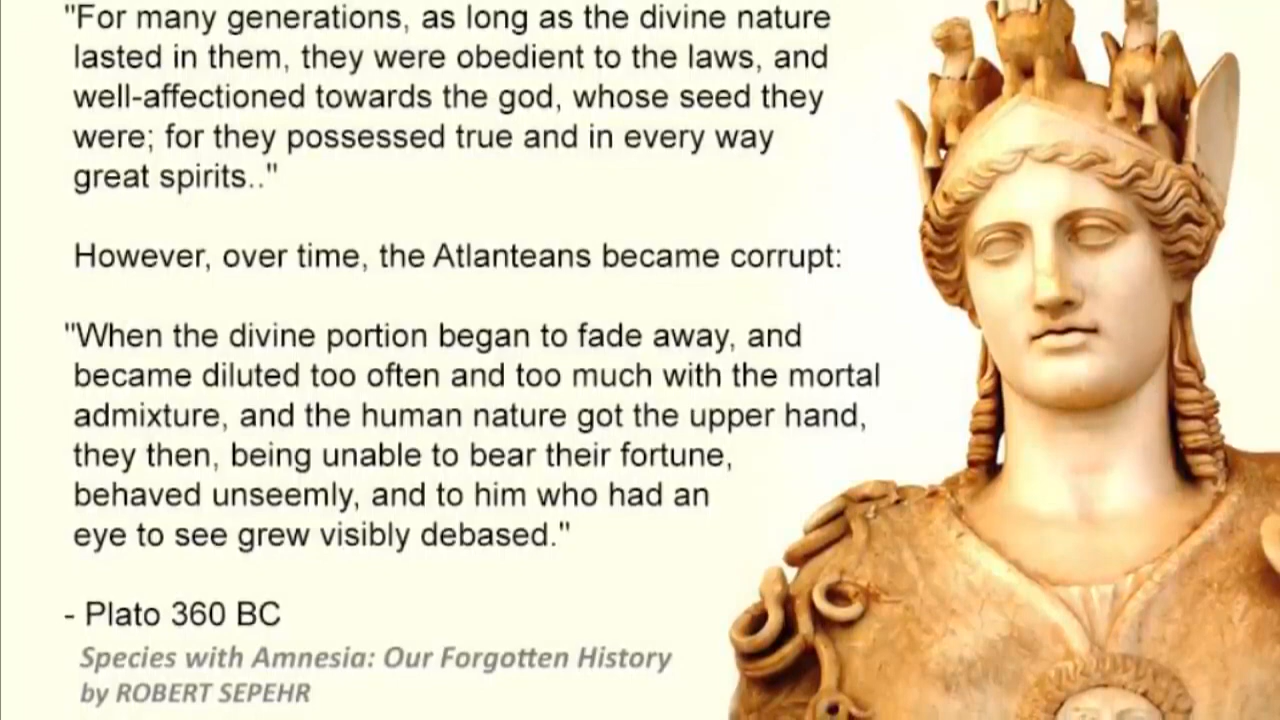 "For many generations, as long as the divine nature
lasted in them, they were obedient to the laws, and
well-affectioned towards the god, whose seed they
were; for they possessed true and in every way
great spirits.."
However, over time, the Atlanteans became corrupt:
"When the divine portion began to fade away, and
became diluted too often and too much with the mortal
admixture, and the human nature got the upper hand,
they then, being unable to bear their fortune,
behaved unseemly, and to him who had an
eye to see grew visibly debased."
- Plato 360 BC
Species with Amnesia: Our Forgotten History
by ROBERT SEPEHR